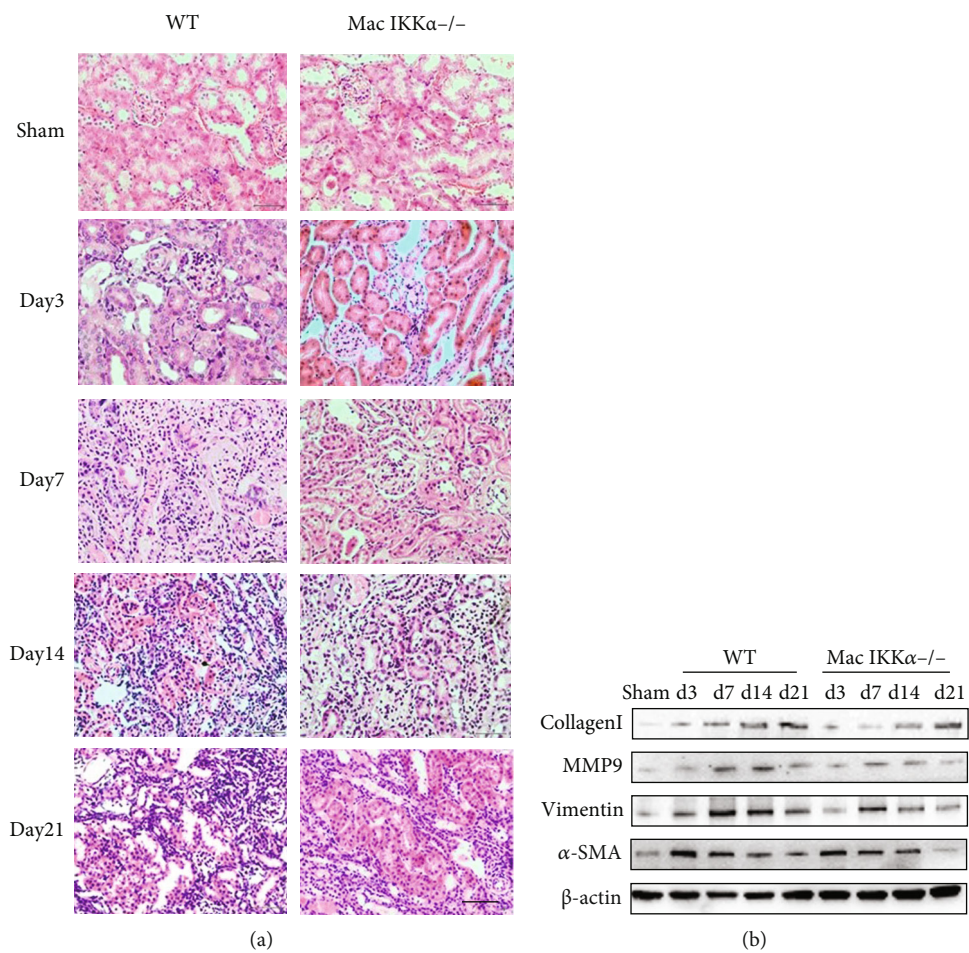 WT Mac IKKα–/–
Sham
Day3
Day7
Day14
Day21
(a)
WT Mac IKKα–/–
Sham d3 d7 d14 d21 d3 d7 d14 d21
CollagenI
MMP9
Vimentin
α-SMA
β-actin
(b)